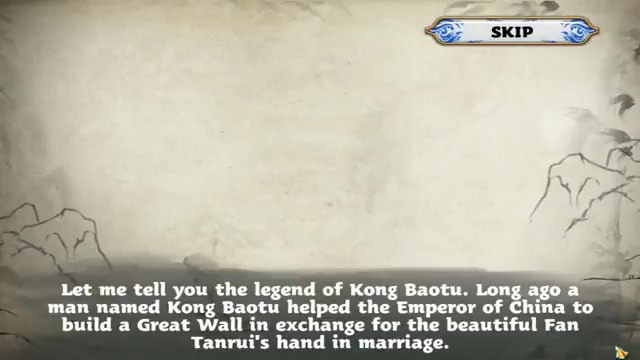 SKIP
Let me tell you the legend of Kong Baotu. Long ago a
man named Kong Baotu helped the Emperor of China to
build a Great Wall in exchange for the beautiful Fan
Tanrui's hand in marriage.